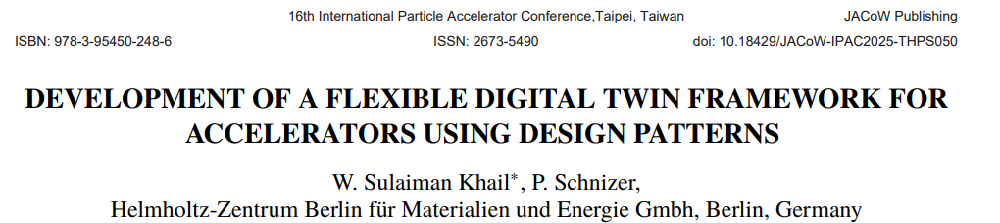 16th International Particle Accelerator Conference,Taipei, Taiwan JACoW Publishing
ISBN: 978-3-95450-248-6 ISSN: 2673-5490 doi: 10.18429/JACoW-IPAC2025-THPS050
DEVELOPMENT OF A FLEXIBLE DIGITAL TWIN FRAMEWORK FOR
ACCELERATORS USING DESIGN PATTERNS
W. Sulaiman Khail*, P. Schnizer,
Helmholtz-Zentrum Berlin für Materialien und Energie Gmbh, Berlin, Germany